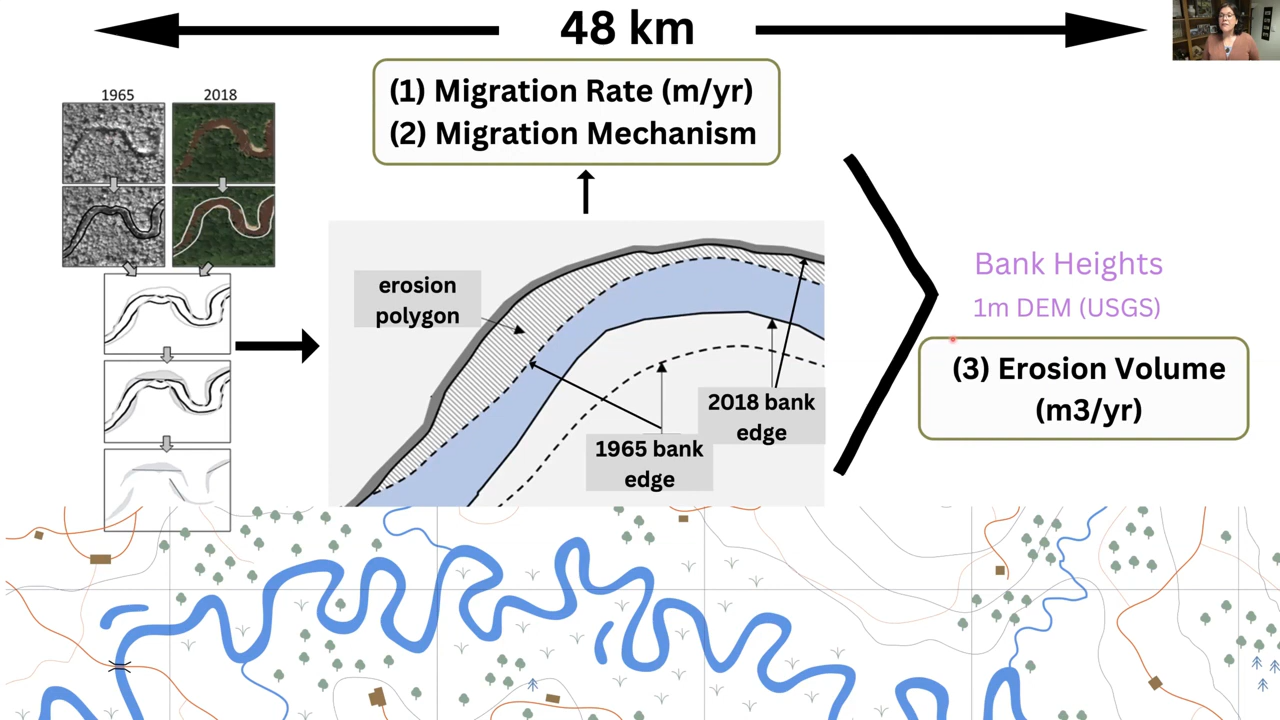 48 km
(1) Migration Rate (m/yr)
(2) Migration Mechanism
1965
2018
erosion
polygon
2018 bank
edge
1965 bank
edge
Bank Heights
1m DEM (USGS)
(3) Erosion Volume
(m3/yr)